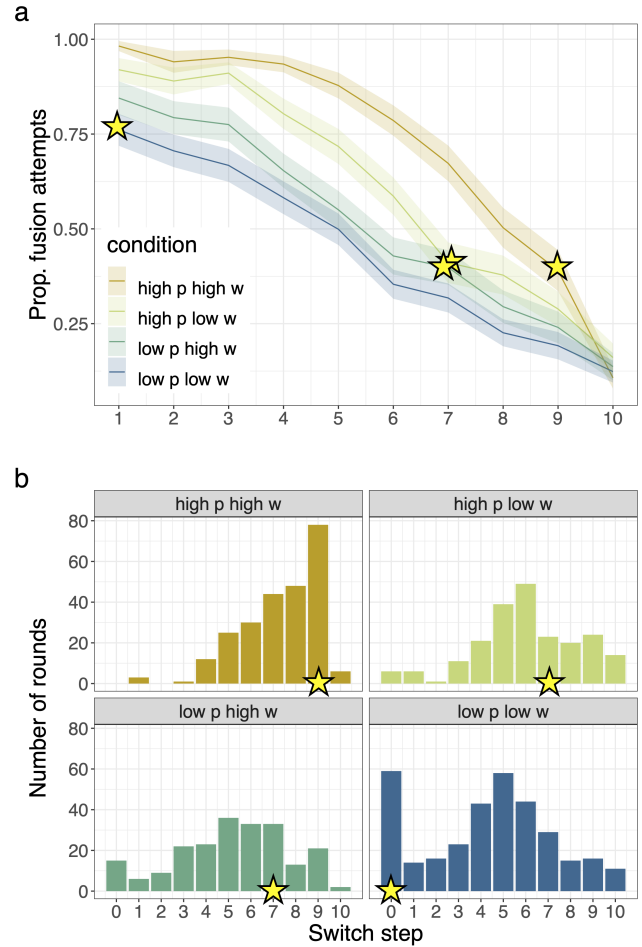 a
1.00
0.75
0.50
0.25
Prop. fusion attempts
condition
high p high w
high p low w
low p high w
low p low w
1 2 3 4 5 6 7 8 9 10
b
high p high w high p low w
80
60
40
20
0
low p high w low p low w
80
60
40
20
0
Number of rounds
0 1 2 3 4 5 6 7 8 9 10 0 1 2 3 4 5 6 7 8 9 10
Switch step